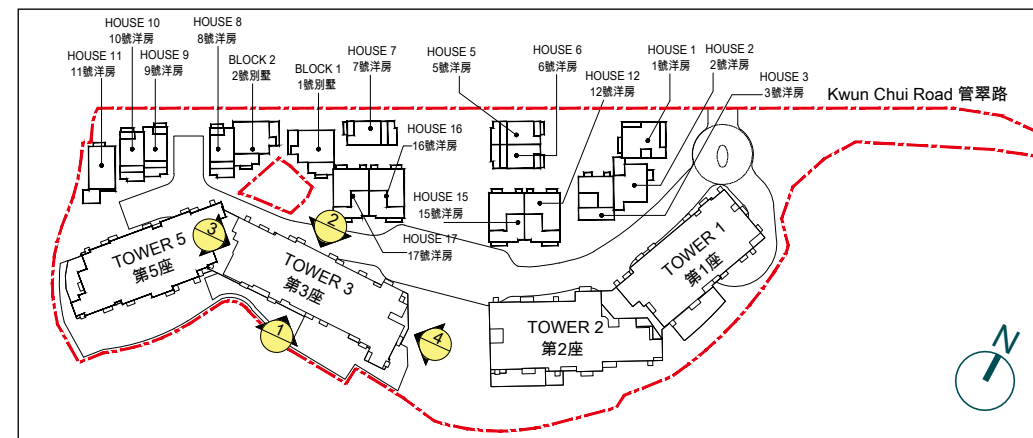 HOUSE 10
10號洋房
HOUSE 8
8號洋房
HOUSE 11
11號洋房
HOUSE 9
9號洋房
BLOCK 2
2號別墅
BLOCK 1
1號別墅
HOUSE 7
7號洋房
HOUSE 5
5號洋房
HOUSE 6
6號洋房
HOUSE 12
12號洋房
HOUSE 1
1號洋房
HOUSE 2
2號洋房
HOUSE 3
3號洋房
Kwun Chui Road 管翠路
HOUSE 16
16號洋房
HOUSE 15
15號洋房
HOUSE 17
17號洋房
TOWER 5
第5座
3
2
TOWER 3
第3座
1
4
TOWER 2
第2座
TOWER 1
第1座
N